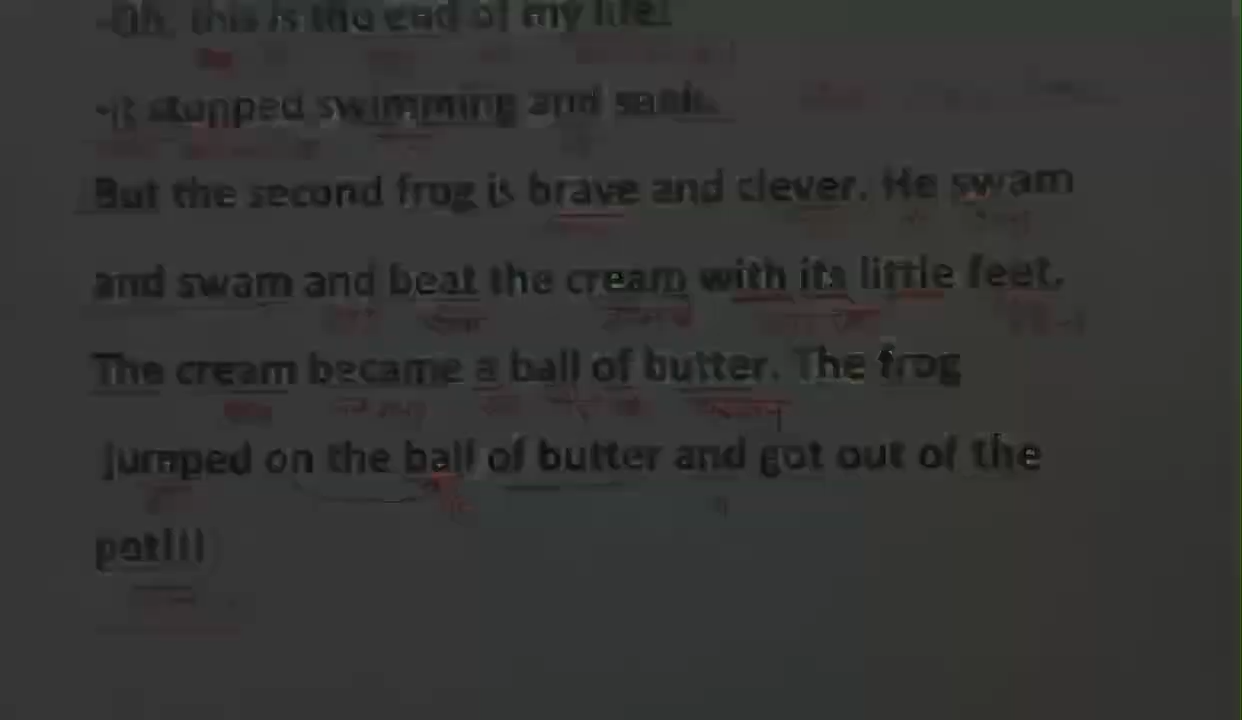 -Oh, this is the end of my life!
-it stopped swimming and sank.
But the second frog is brave and clever. He swam
and swam and beat the cream with its little feet.
The cream became a ball of butter. The frog
jumped on the ball of butter and got out of the
pot!!!